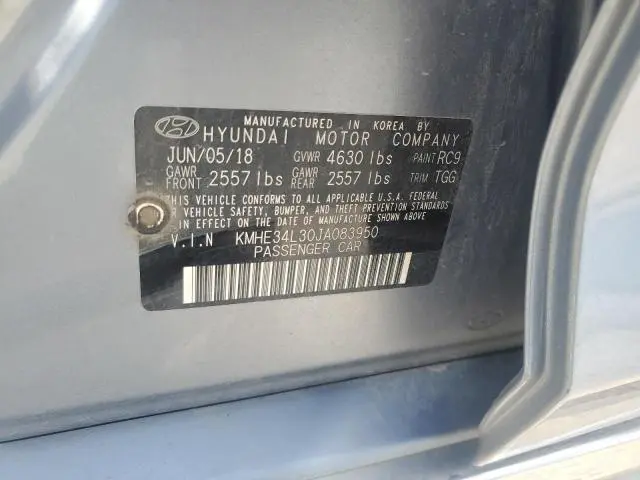 MANUFACTURED IN KOREA BY
HYUNDAI MOTOR COMPANY
JUN/05/18 GVWR 4630 lbs PAINT RC9
GAWR FRONT 2557 lbs GAWR REAR 2557 lbs TRIM TGG
THIS VEHICLE CONFORMS TO ALL APPLICABLE U.S.A. FEDERAL
MOTOR VEHICLE SAFETY, BUMPER, AND THEFT PREVENTION STANDARDS
IN EFFECT ON THE DATE OF MANUFACTURE SHOWN ABOVE.
V.I.N KMHE34L30JA083950
PASSENGER CAR